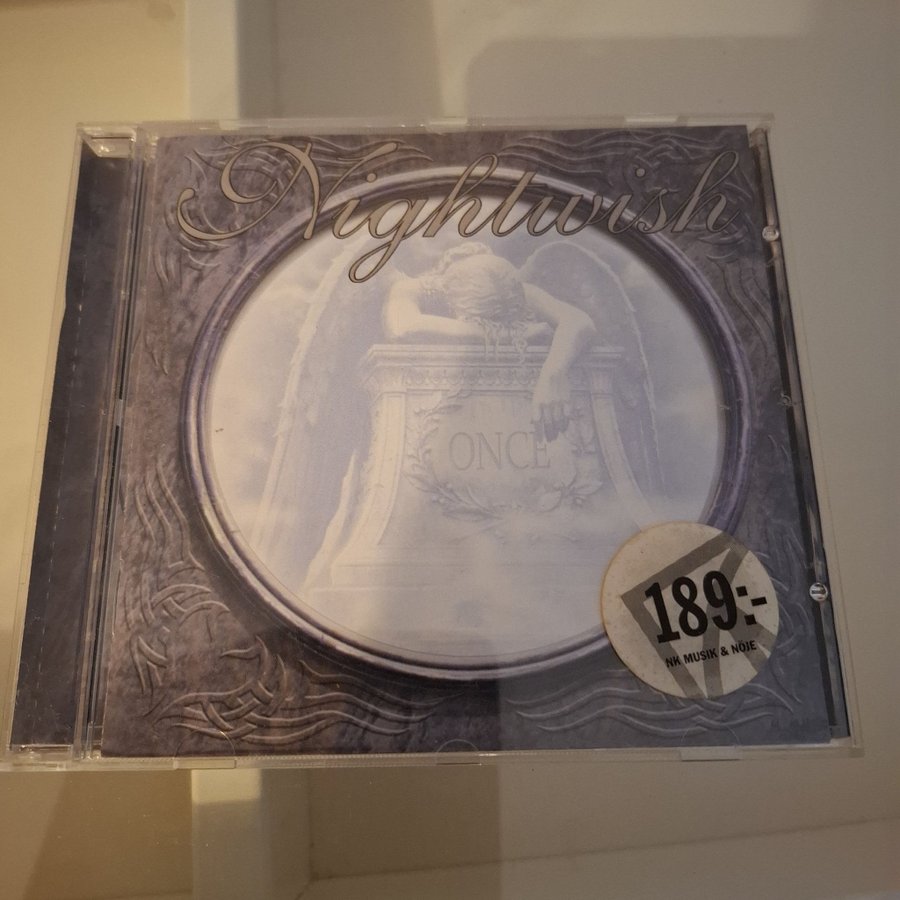 Nightwish
ONCE
189:-
NK MUSIK & NÖJE